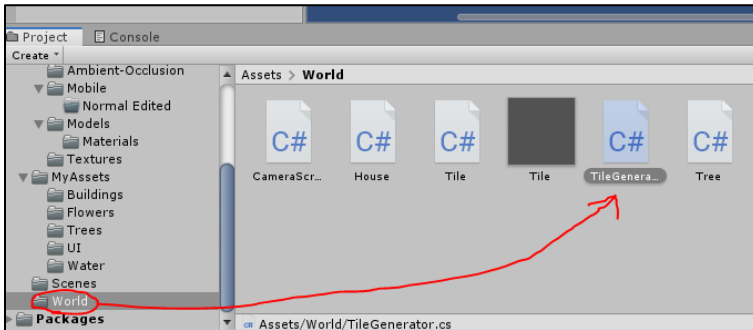 Project
Console
Create
Ambient-Occlusion
Mobile
Normal Edited
Models
Materials
Textures
MyAssets
Buildings
Flowers
Trees
UI
Water
Scenes
World
Packages
Assets > World
C# C# C# C# C#
CameraScr... House Tile Tile TileGenera... Tree
C# Assets/World/TileGenerator.cs